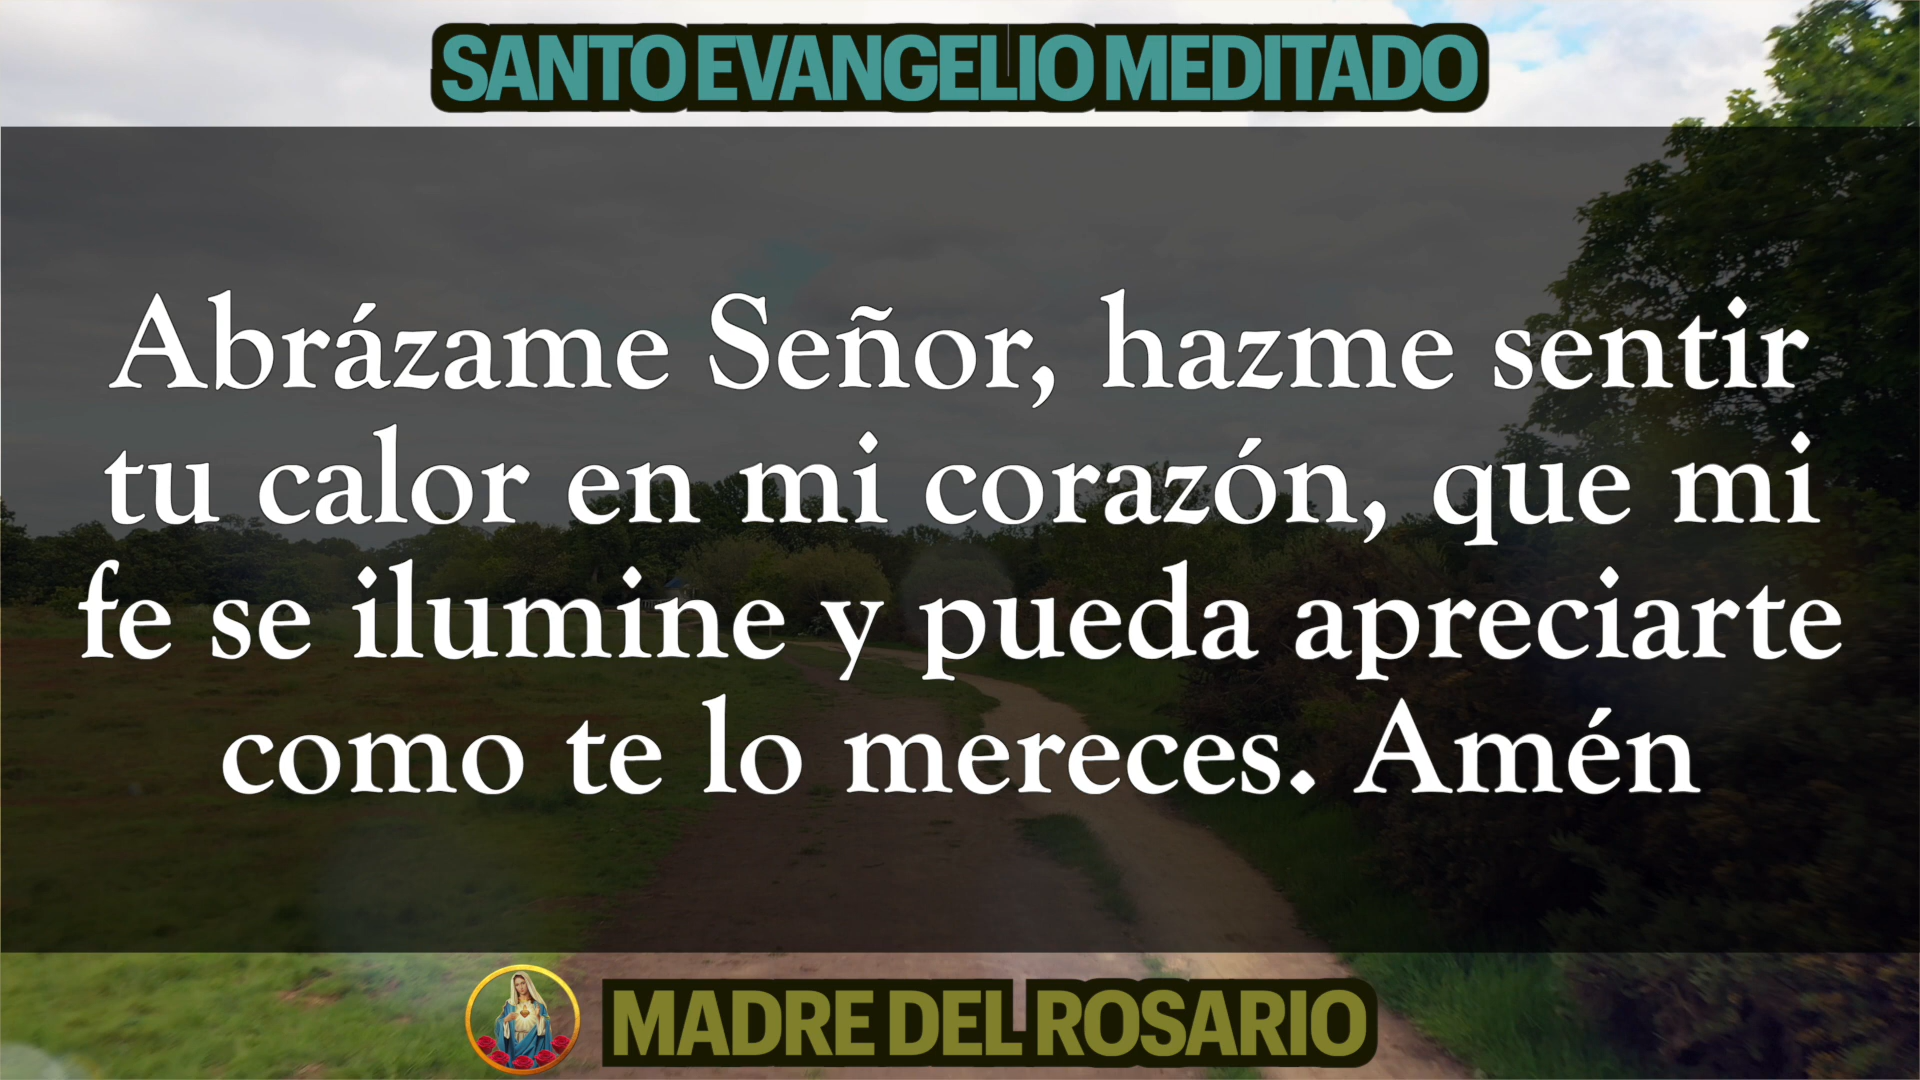 SANTO EVANGELIO MEDITADO
Abrázame Señor, hazme sentir
tu calor en mi corazón, que mi
fe se ilumine y pueda apreciarte
como te lo mereces. Amén
MADRE DEL ROSARIO